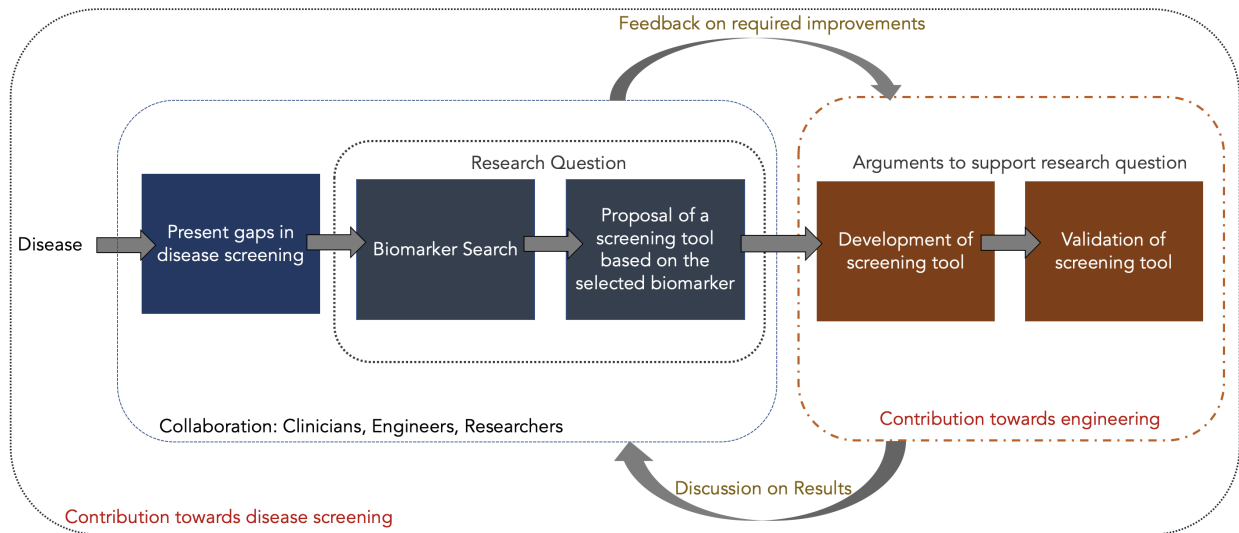 Feedback on required improvements
Research Question
Arguments to support research question
Disease
Present gaps in
disease screening
Biomarker Search
Proposal of a
screening tool
based on the
selected biomarker
Development of
screening tool
Validation of
screening tool
Collaboration: Clinicians, Engineers, Researchers
Contribution towards engineering
Discussion on Results
Contribution towards disease screening